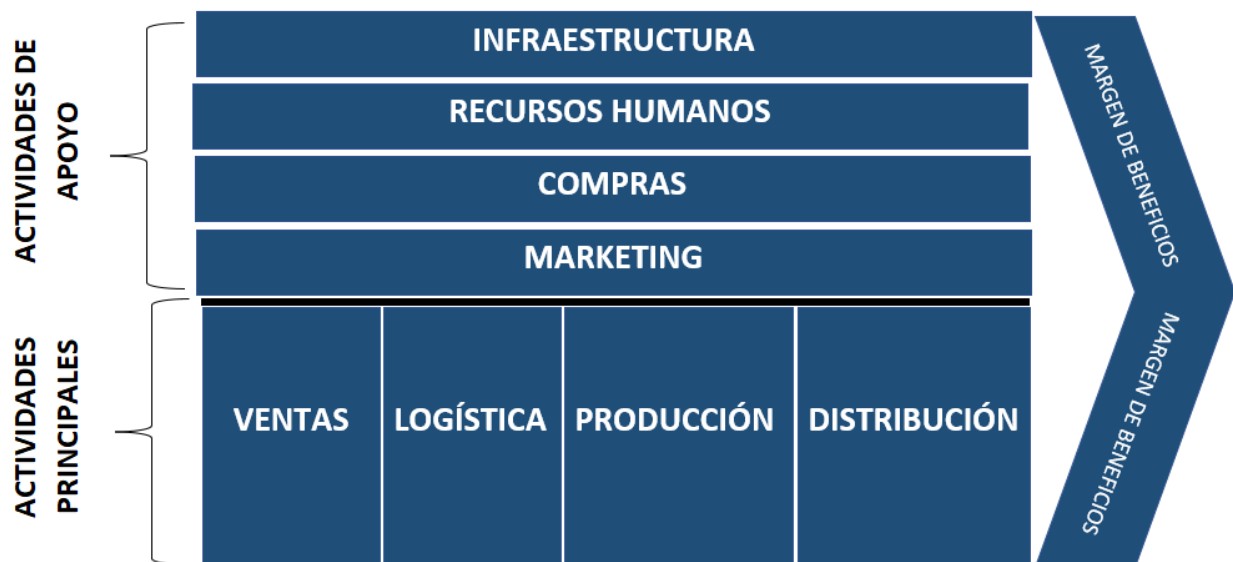 ACTIVIDADES DE
APOYO
INFRAESTRUCTURA
RECURSOS HUMANOS
COMPRAS
MARKETING
MARGEN DE BENEFICIOS
ACTIVIDADES
PRINCIPALES
VENTAS
LOGÍSTICA
PRODUCCIÓN
DISTRIBUCIÓN
MARGEN DE BENEFICIOS